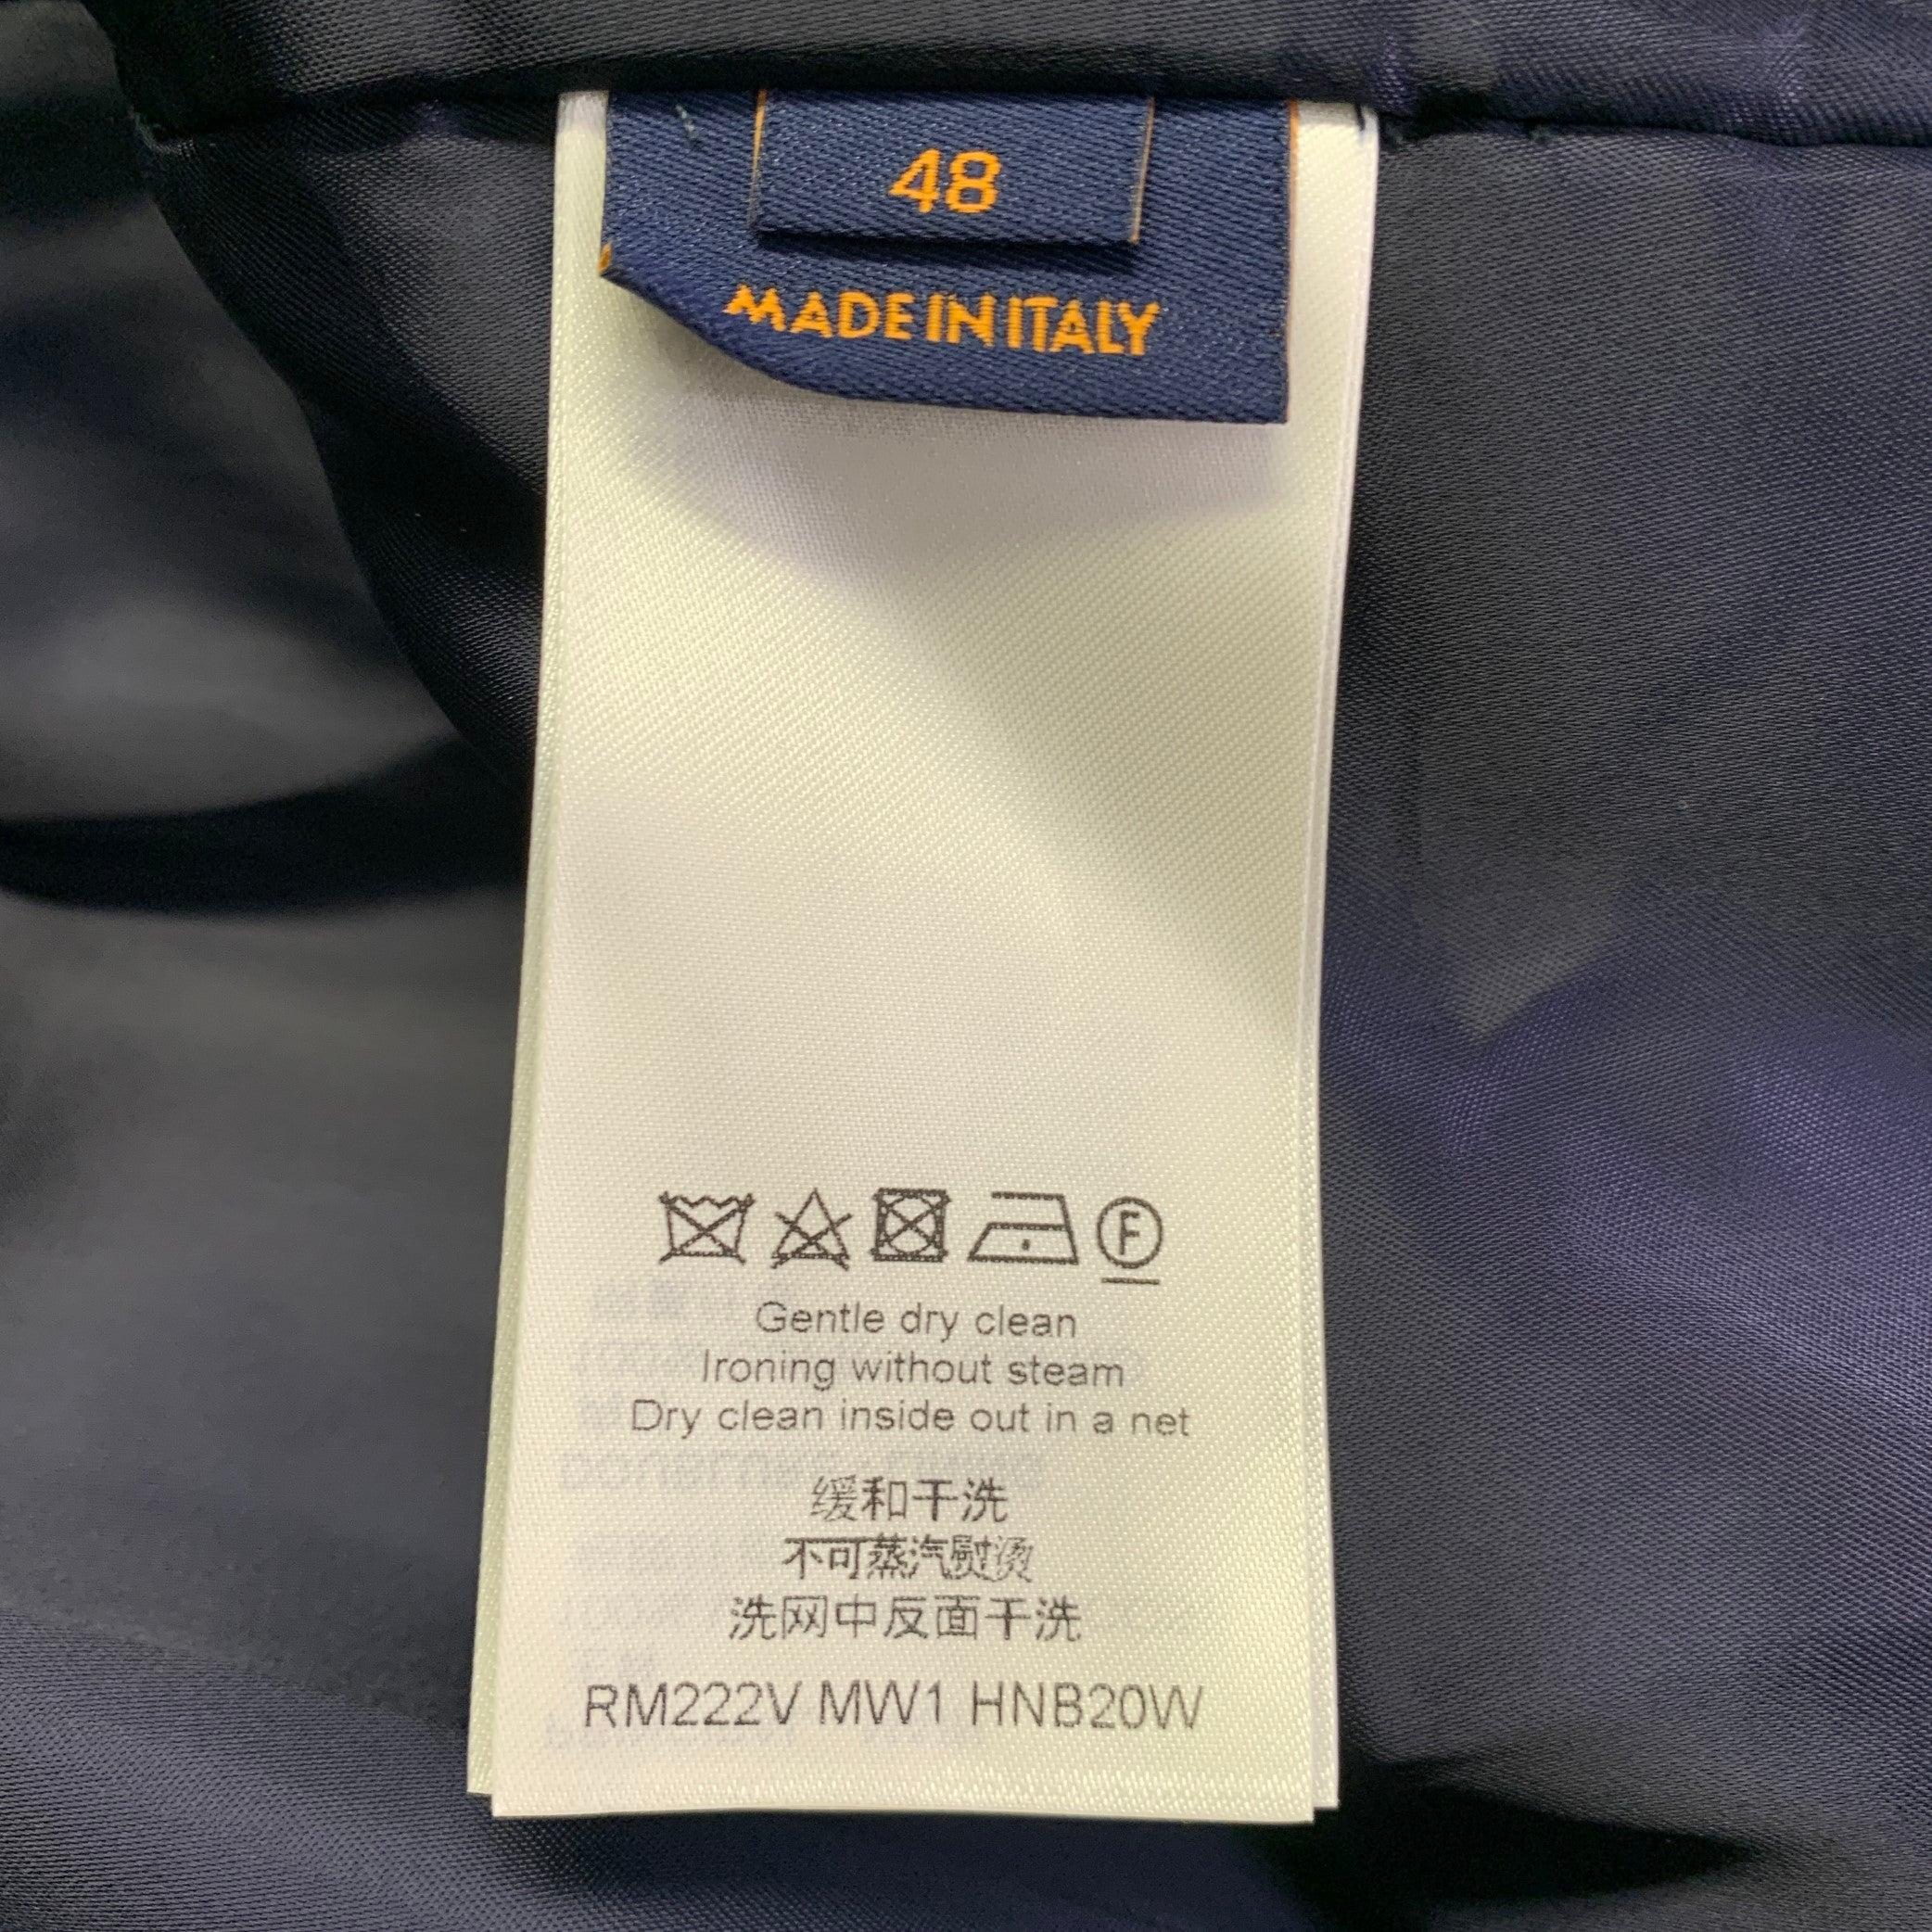 48
MADE IN ITALY
F
Gentle dry clean
Ironing without steam
Dry clean inside out in a net
缓和干洗
不可蒸汽熨烫
洗网中反面干洗
RM222V MW1 HNB20W